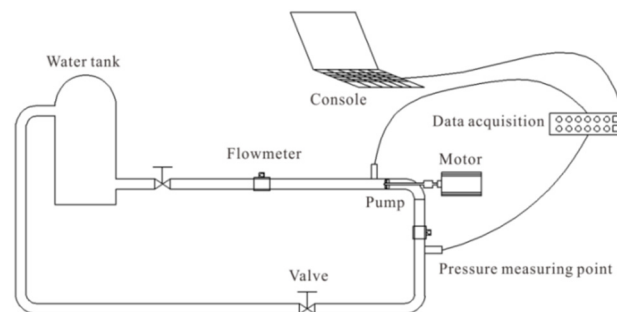 Water tank
Console
Data acquisition
Flowmeter
Motor
Pump
Valve
Pressure measuring point